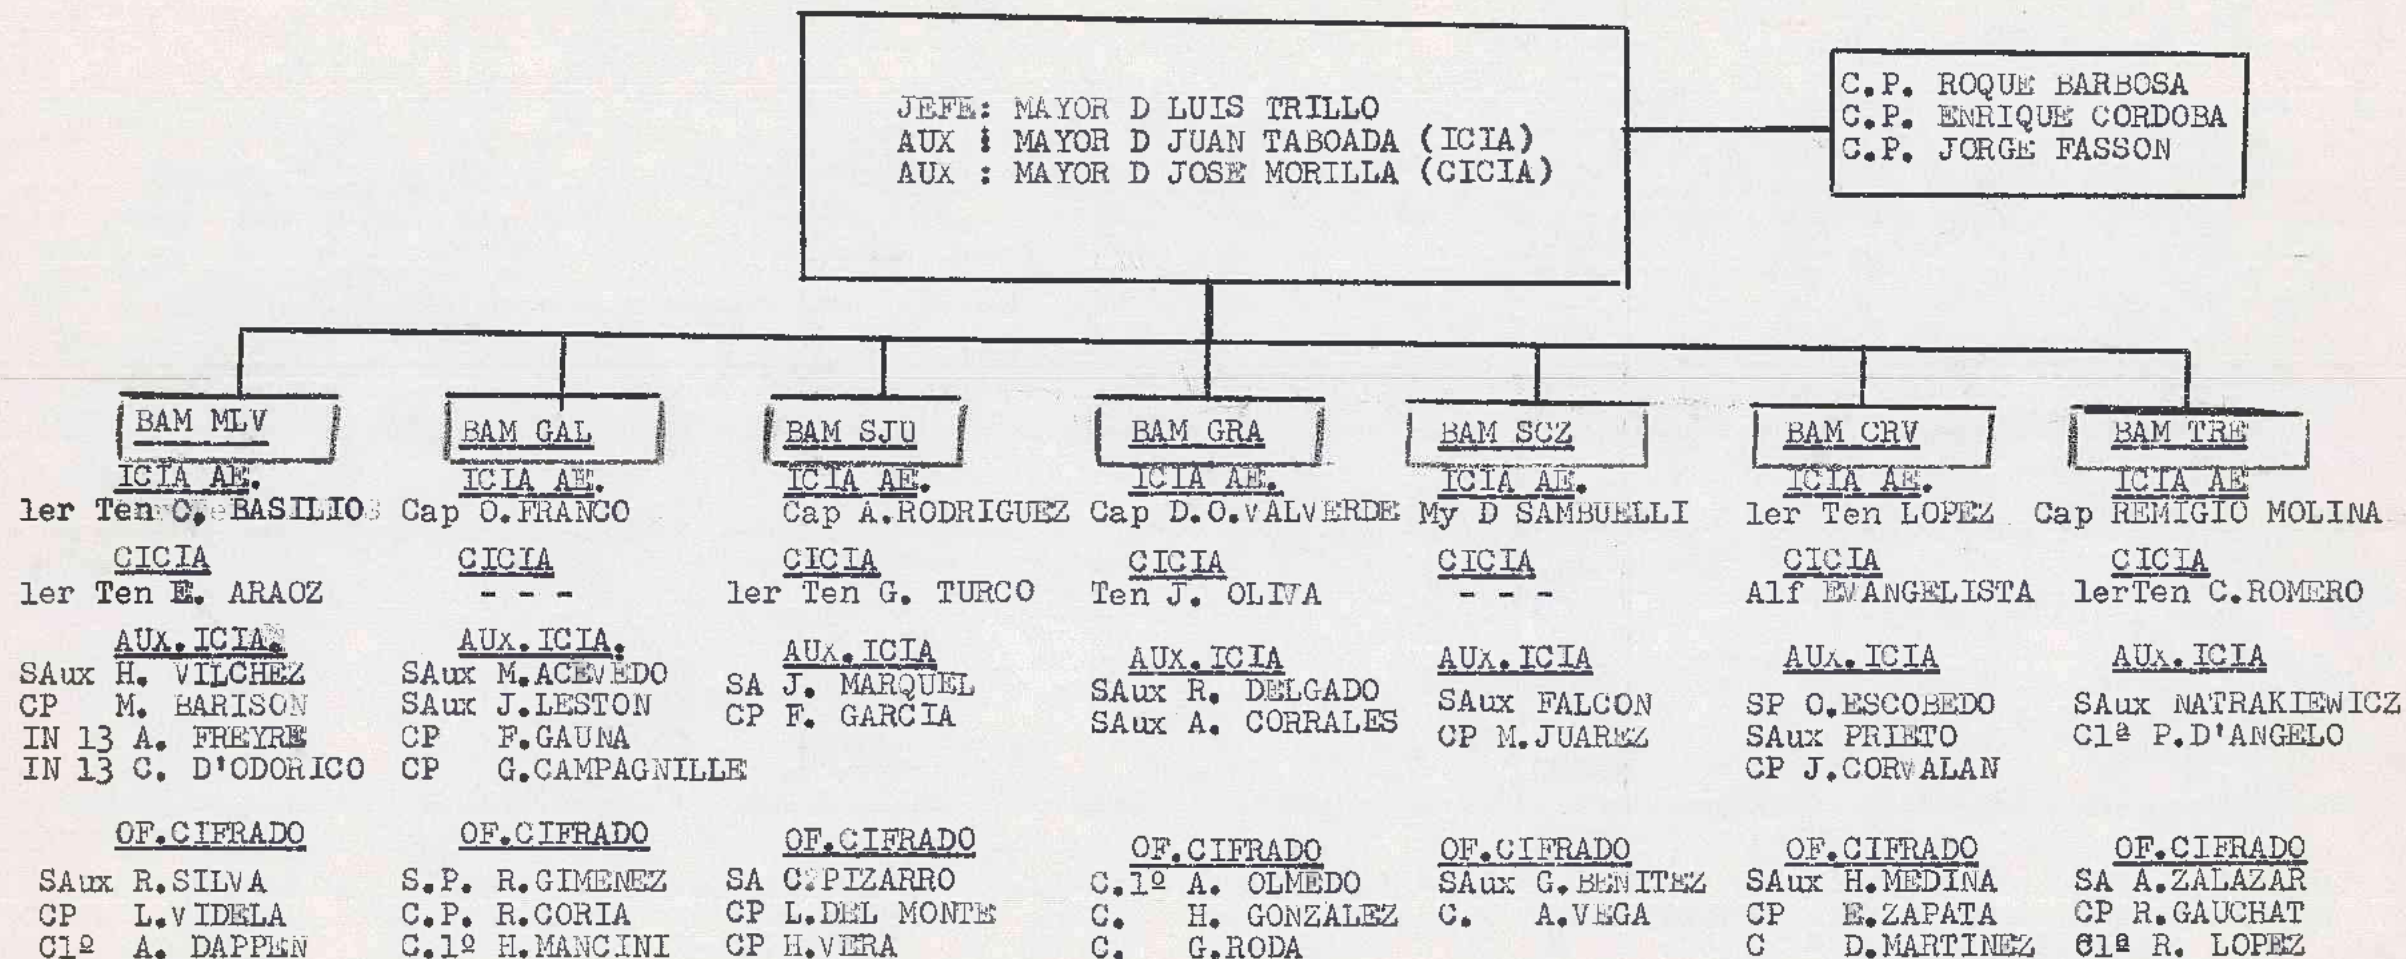 JEFE: MAYOR D LUIS TRILLO
AUX : MAYOR D JUAN TABOADA (ICIA)
AUX : MAYOR D JOSE MORILLA (CICIA)
C.P. ROQUE BARBOSA
C.P. ENRIQUE CORDOBA
C.P. JORGE FASSON
BAM MLV
ICIA AE.
1er Ten C. BASILIO
CICIA
1er Ten E. ARAOZ
AUX.ICIA.
SAux H. VILCHEZ
CP M. BARISON
IN 13 A. FREYRE
IN 13 C. D'ODORICO
OF.CIFRADO
SAux R.SILVA
CP L.VIDELA
C1º A. DAPPEN
BAM GAL
ICIA AE.
Cap O.FRANCO
CICIA
- - -
AUX.ICIA.
SAux M.ACEVEDO
SAux J.LESTON
CP F.GAUNA
CP G.CAMPAGNILLE
OF.CIFRADO
S.P. R.GIMENEZ
C.P. R.CORIA
C.1º H.MANCINI
BAM SJU
ICIA AE.
Cap A.RODRIGUEZ
CICIA
1er Ten G. TURCO
AUX.ICIA
SA J. MARQUEL
CP F. GARCIA
OF.CIFRADO
SA C.PIZARRO
CP L.DEL MONTE
CP H.VERA
BAM GRA
ICIA AE.
Cap D.O.VALVERDE
CICIA
Ten J. OLIVA
AUX.ICIA
SAux R. DELGADO
SAux A. CORRALES
OF.CIFRADO
C.1º A. OLMEDO
C. H. GONZALEZ
C. G.RODA
BAM SCZ
ICIA AE.
My D SAMBUELLI
CICIA
- - -
AUX.ICIA
SAux FALCON
CP M.JUAREZ
OF.CIFRADO
SAux G.BENITEZ
C. A.VEGA
BAM CRV
ICIA AE.
1er Ten LOPEZ
CICIA
Alf EVANGELISTA
AUX.ICIA
SP O.ESCOBEDO
SAux PRIETO
CP J.CORVALAN
OF.CIFRADO
SAux H.MEDINA
CP E.ZAPATA
C D.MARTINEZ
BAM TRE
ICIA AE
Cap REMIGIO MOLINA
CICIA
1erTen C.ROMERO
AUX.ICIA
SAux NATRAKIEWICZ
C1ª P.D'ANGELO
OF.CIFRADO
SA A.ZALAZAR
CP R.GAUCHAT
C1ª R. LOPEZ